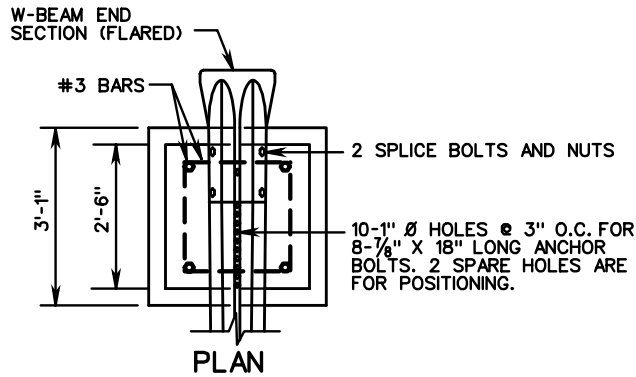 W-BEAM END
SECTION (FLARED)
#3 BARS
2 SPLICE BOLTS AND NUTS
3'-1"
2'-6"
10-1" Ø HOLES @ 3" O.C. FOR
8-⅞" X 18" LONG ANCHOR
BOLTS. 2 SPARE HOLES ARE
FOR POSITIONING.
PLAN